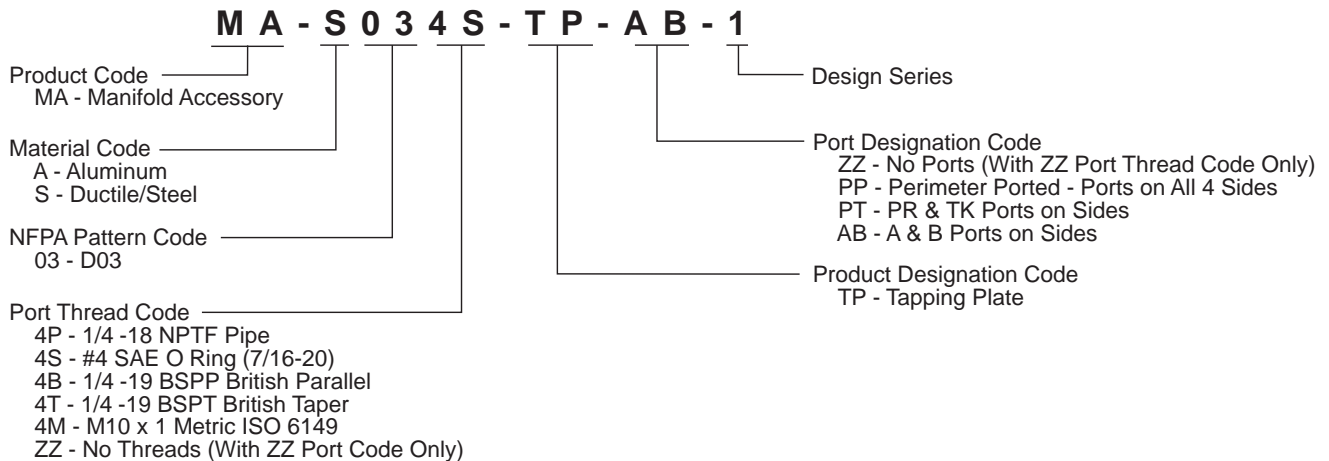 MA-S034S-TP-AB-1
Product Code
MA - Manifold Accessory
Material Code
A - Aluminum
S - Ductile/Steel
NFPA Pattern Code
03 - D03
Port Thread Code
4P - 1/4 -18 NPTF Pipe
4S - #4 SAE O Ring (7/16-20)
4B - 1/4 -19 BSPP British Parallel
4T - 1/4 -19 BSPT British Taper
4M - M10 x 1 Metric ISO 6149
ZZ - No Threads (With ZZ Port Code Only)
Design Series
Port Designation Code
ZZ - No Ports (With ZZ Port Thread Code Only)
PP - Perimeter Ported - Ports on All 4 Sides
PT - PR & TK Ports on Sides
AB - A & B Ports on Sides
Product Designation Code
TP - Tapping Plate